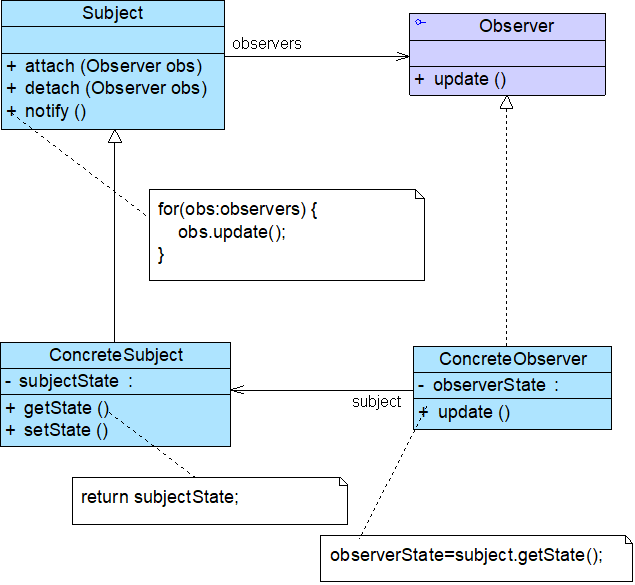 Subject
+ attach (Observer obs)
+ detach (Observer obs)
+ notify ()
observers
Observer
+ update ()
for(obs:observers) {
obs.update();
}
ConcreteSubject
- subjectState :
+ getState ()
+ setState ()
subject
ConcreteObserver
- observerState :
+ update ()
return subjectState;
observerState=subject.getState();